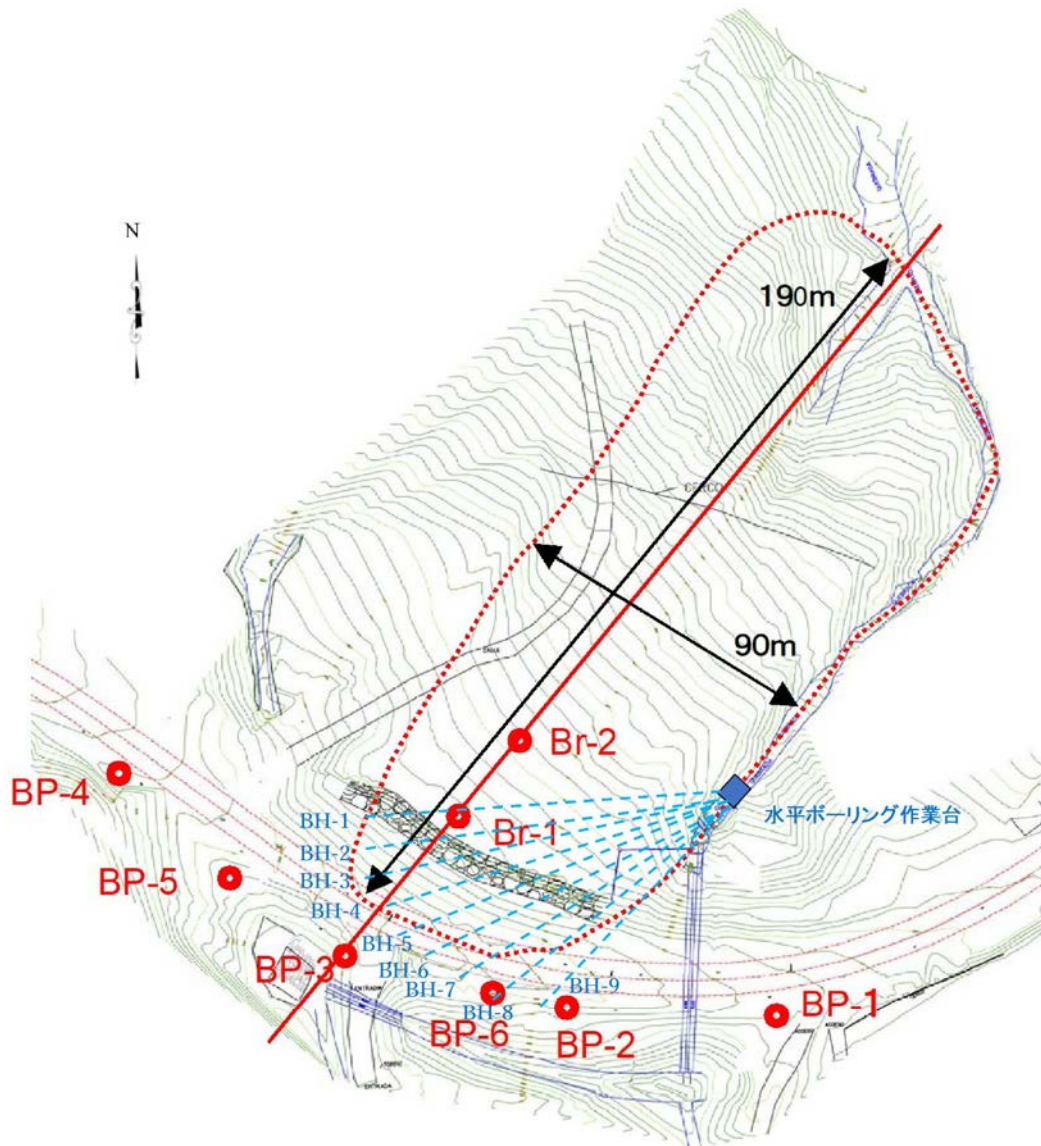 N
190m
CERCO
90m
Br-2
BP-4
水平ボーリング作業台
BH-1
Br-1
BH-2
BP-5
BH-3
BH-4
BH-5
BP-3
BH-6
BH-7
BH-9
BH-8
BP-6
BP-2
BP-1
ENTRADA
ENTRADA